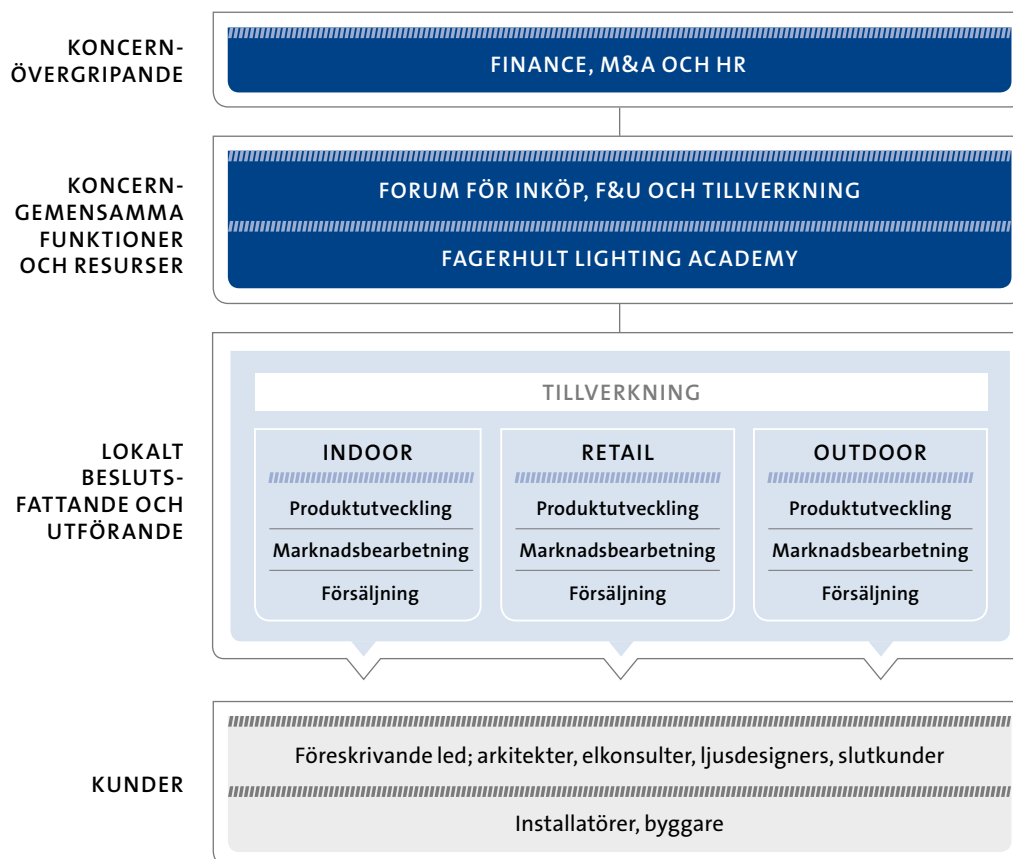 KONCERN-
ÖVERGRIPANDE
FINANCE, M&A OCH HR
KONCERN-
GEMENSAMMA
FUNKTIONER
OCH RESURSER
FORUM FÖR INKÖP, F&U OCH TILLVERKNING
FAGERHULT LIGHTING ACADEMY
LOKALT
BESLUTS-
FATTANDE OCH
UTFÖRANDE
TILLVERKNING
INDOOR
Produktutveckling
Marknadsbearbetning
Försäljning
RETAIL
Produktutveckling
Marknadsbearbetning
Försäljning
OUTDOOR
Produktutveckling
Marknadsbearbetning
Försäljning
KUNDER
Föreskrivande led; arkitekter, elkonsulter, ljusdesigners, slutkunder
Installatörer, byggare